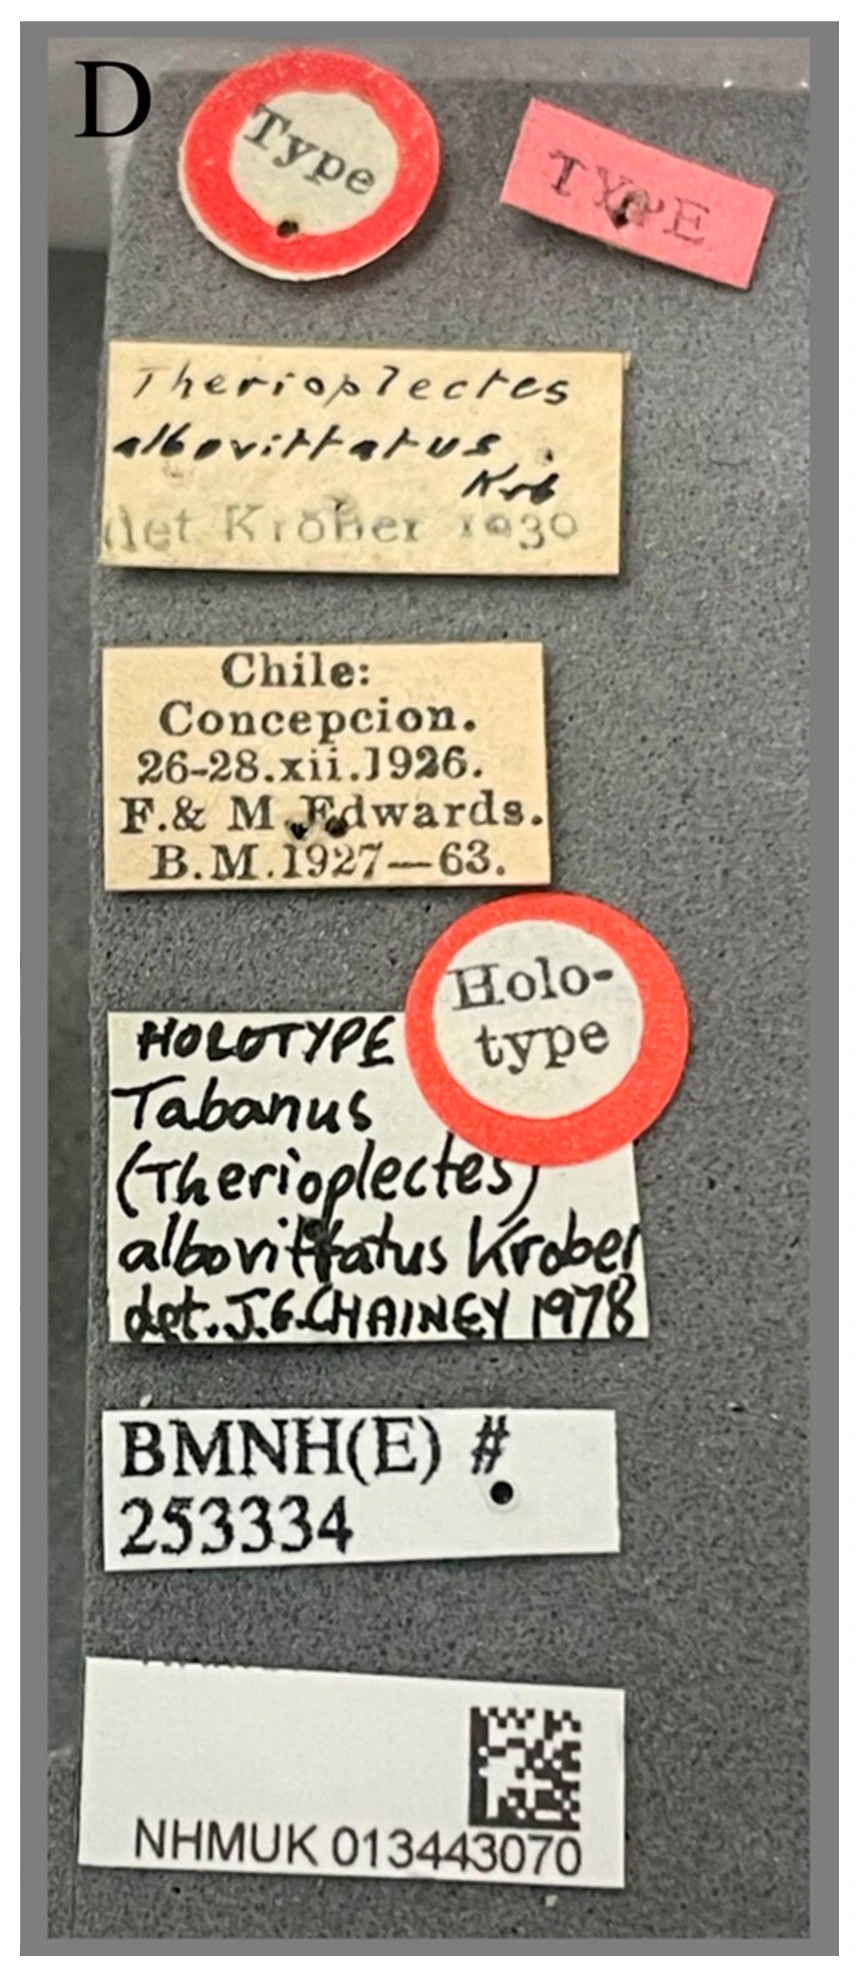 D
Type
TYPE
Therioplectes
albovittatus.
Krb
det Kröber 1930
Chile:
Concepcion.
26-28.xii.1926.
F.& M.Edwards.
B.M.1927—63.
Holo-
type
HOLOTYPE
Tabanus
(Therioplectes)
albovittatus Krober
det. J.G.CHAINEY 1978
BMNH(E) #
253334
NHMUK 013443070